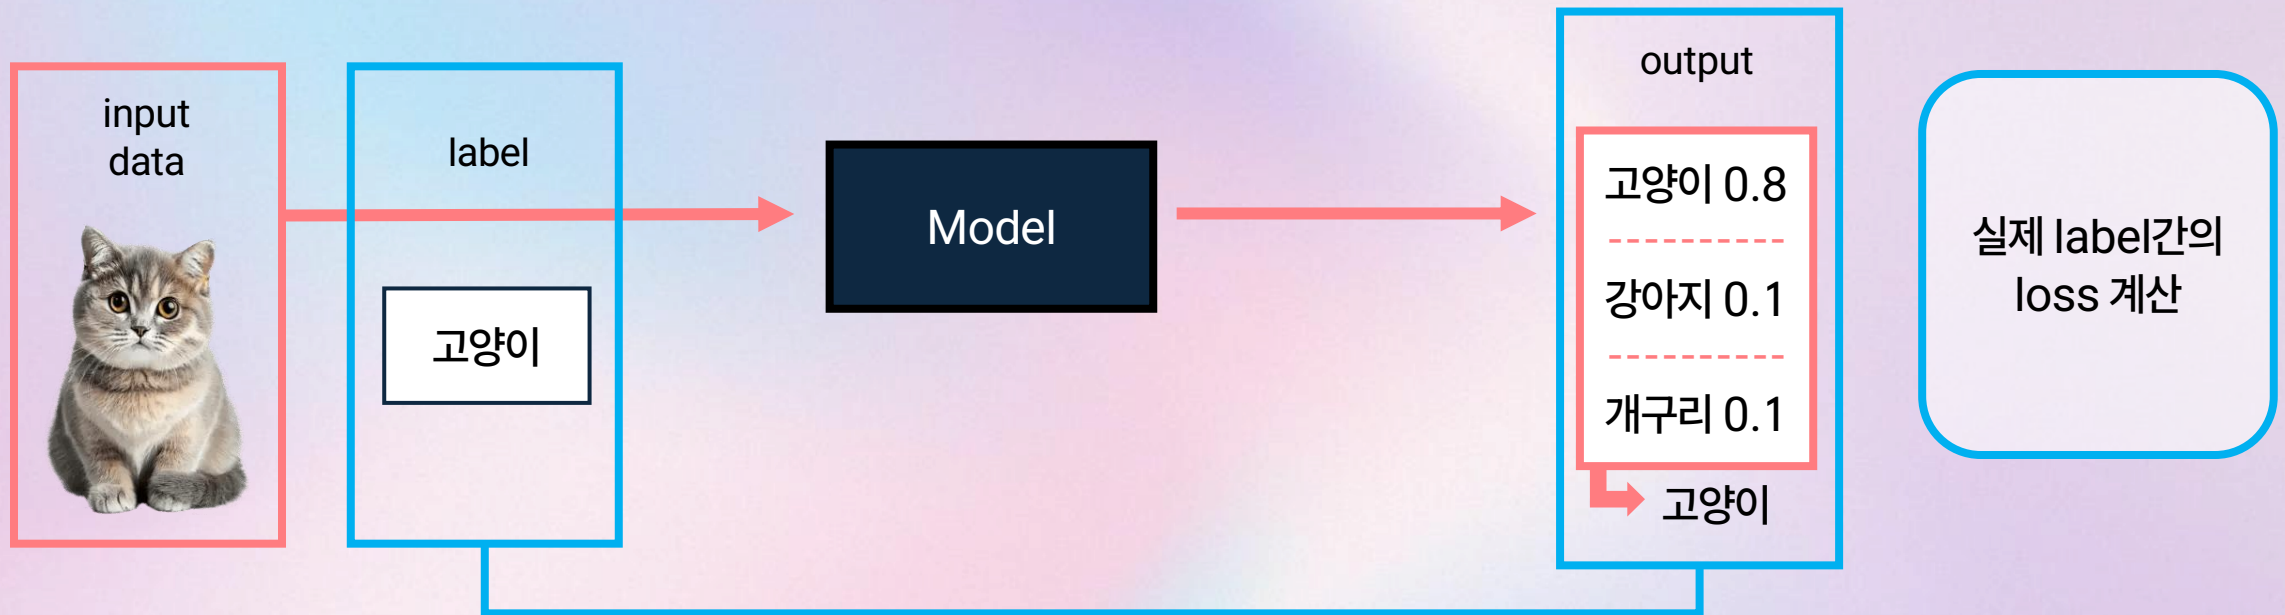 input
data
label
고양이
Model
output
고양이 0.8
강아지 0.1
개구리 0.1
고양이
실제 label간의
loss 계산